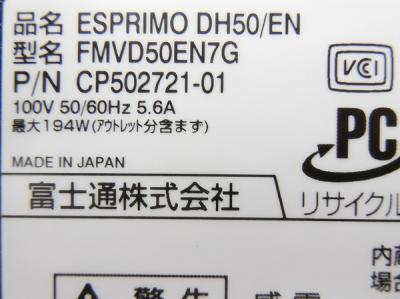 品名 ESPRIMO DH50/EN
型名 FMVD50EN7G
P/N CP502721-01
100V 50/60Hz 5.6A
最大194W(アウトレット分含まず)
VCCI
MADE IN JAPAN
PC
富士通株式会社
リサイクル
内蔵
場合
警告
感電